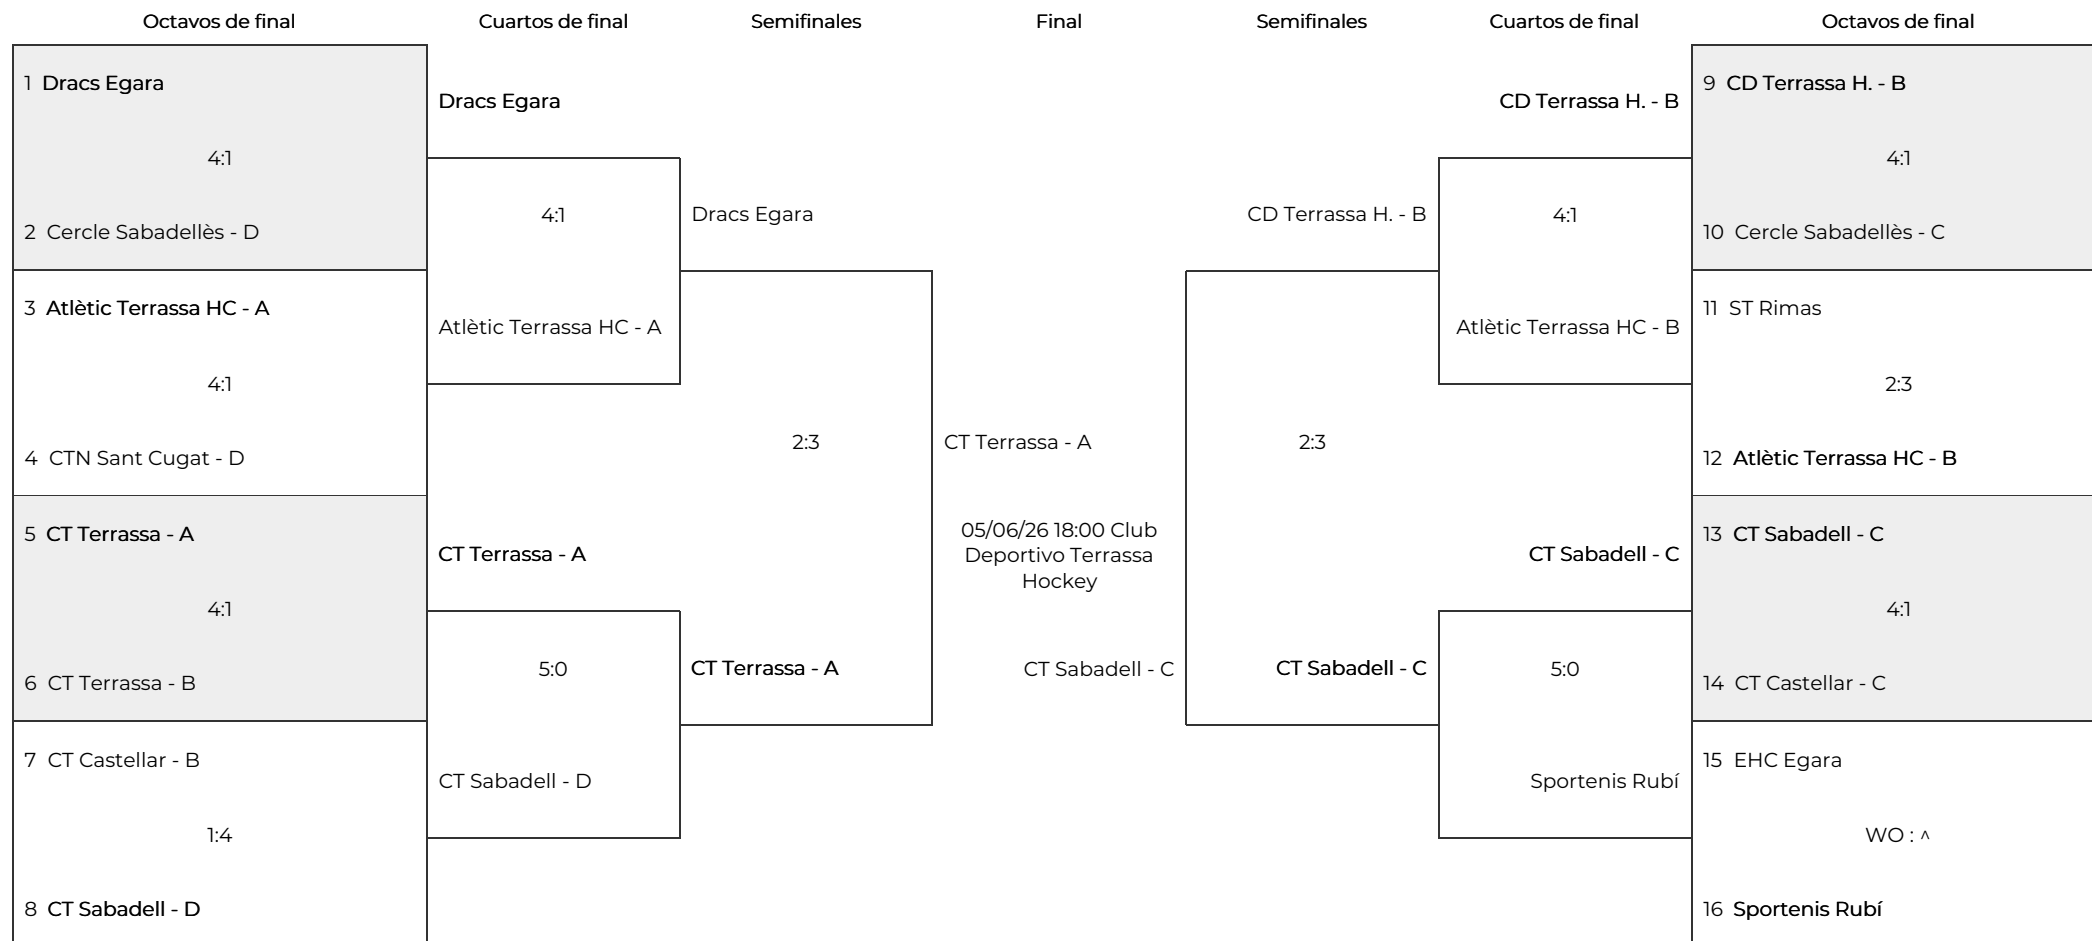 Octavos de final
Cuartos de final
Semifinales
Final
Semifinales
Cuartos de final
Octavos de final
1 Dracs Egara
4:1
2 Cercle Sabadellès - D
3 Atlètic Terrassa HC - A
4:1
4 CTN Sant Cugat - D
5 CT Terrassa - A
4:1
6 CT Terrassa - B
7 CT Castellar - B
1:4
8 CT Sabadell - D
Dracs Egara
4:1
Atlètic Terrassa HC - A
CT Terrassa - A
5:0
CT Sabadell - D
Dracs Egara
2:3
CT Terrassa - A
CT Terrassa - A
05/06/26 18:00 Club
Deportivo Terrassa
Hockey
CT Sabadell - C
CD Terrassa H. - B
2:3
CT Sabadell - C
CD Terrassa H. - B
4:1
Atlètic Terrassa HC - B
CT Sabadell - C
5:0
Sportenis Rubí
9 CD Terrassa H. - B
4:1
10 Cercle Sabadellès - C
11 ST Rimas
2:3
12 Atlètic Terrassa HC - B
13 CT Sabadell - C
4:1
14 CT Castellar - C
15 EHC Egara
WO : ^
16 Sportenis Rubí